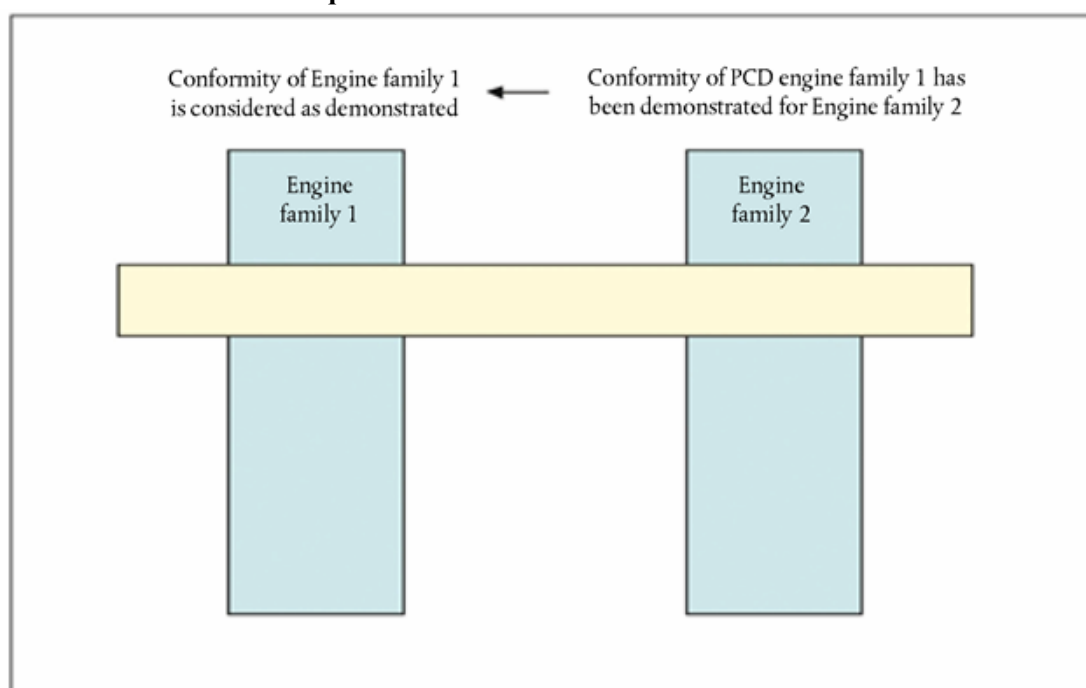 Conformity of Engine family 1
is considered as demonstrated
Conformity of PCD engine family 1 has
been demonstrated for Engine family 2
Engine
family 1
Engine
family 2